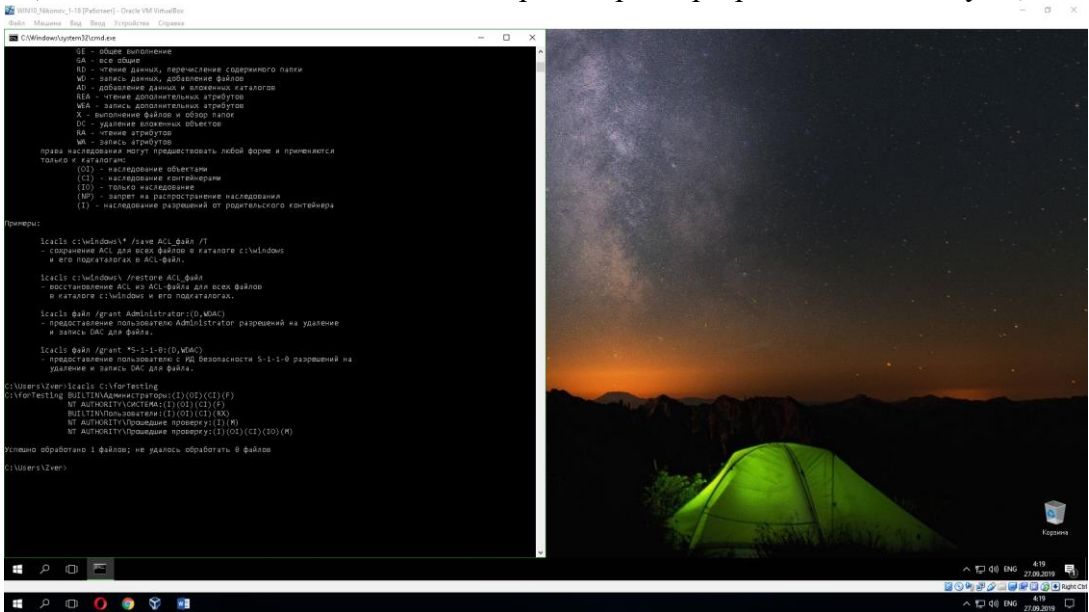 WIN10_Nikonov_1-18 [Работает] - Oracle VM VirtualBox
Файл Машина Вид Ввод Устройства Справка
C:\Windows\system32\cmd.exe
GE - общее выполнение
GA - все общие
RD - чтение данных, перечисление содержимого папки
WD - запись данных, добавление файлов
AD - добавление данных и вложенных каталогов
REA - чтение дополнительных атрибутов
WEA - запись дополнительных атрибутов
X - выполнение файлов и обзор папок
DC - удаление вложенных объектов
RA - чтение атрибутов
WA - запись атрибутов
права наследования могут предшествовать любой форме и применяются
только к каталогам:
(OI) - наследование объектами
(CI) - наследование контейнерами
(IO) - только наследование
(NP) - запрет на распространение наследования
(I) - наследование разрешений от родительского контейнера
Примеры:
icacls c:\windows\* /save ACL_файл /T
- сохранение ACL для всех файлов в каталоге c:\windows
и его подкаталогах в ACL-файл.
icacls c:\windows\ /restore ACL_файл
- восстановление ACL из ACL-файла для всех файлов
в каталоге c:\windows и его подкаталогах.
icacls файл /grant Administrator:(D,WDAC)
- предоставление пользователю Administrator разрешений на удаление
и запись DAC для файла.
icacls файл /grant *S-1-1-0:(D,WDAC)
- предоставление пользователю с ИД безопасности S-1-1-0 разрешений на
удаление и запись DAC для файла.
C:\Users\Zver>icacls C:\forTesting
C:\forTesting BUILTIN\Администраторы:(I)(OI)(CI)(F)
NT AUTHORITY\СИСТЕМА:(I)(OI)(CI)(F)
BUILTIN\Пользователи:(I)(OI)(CI)(RX)
NT AUTHORITY\Прошедшие проверку:(I)(M)
NT AUTHORITY\Прошедшие проверку:(I)(OI)(CI)(IO)(M)
Успешно обработано 1 файлов; не удалось обработать 0 файлов
C:\Users\Zver>
Корзина
ENG 4:19
27.09.2019
Right Ctrl
ENG 4:19
27.09.2019